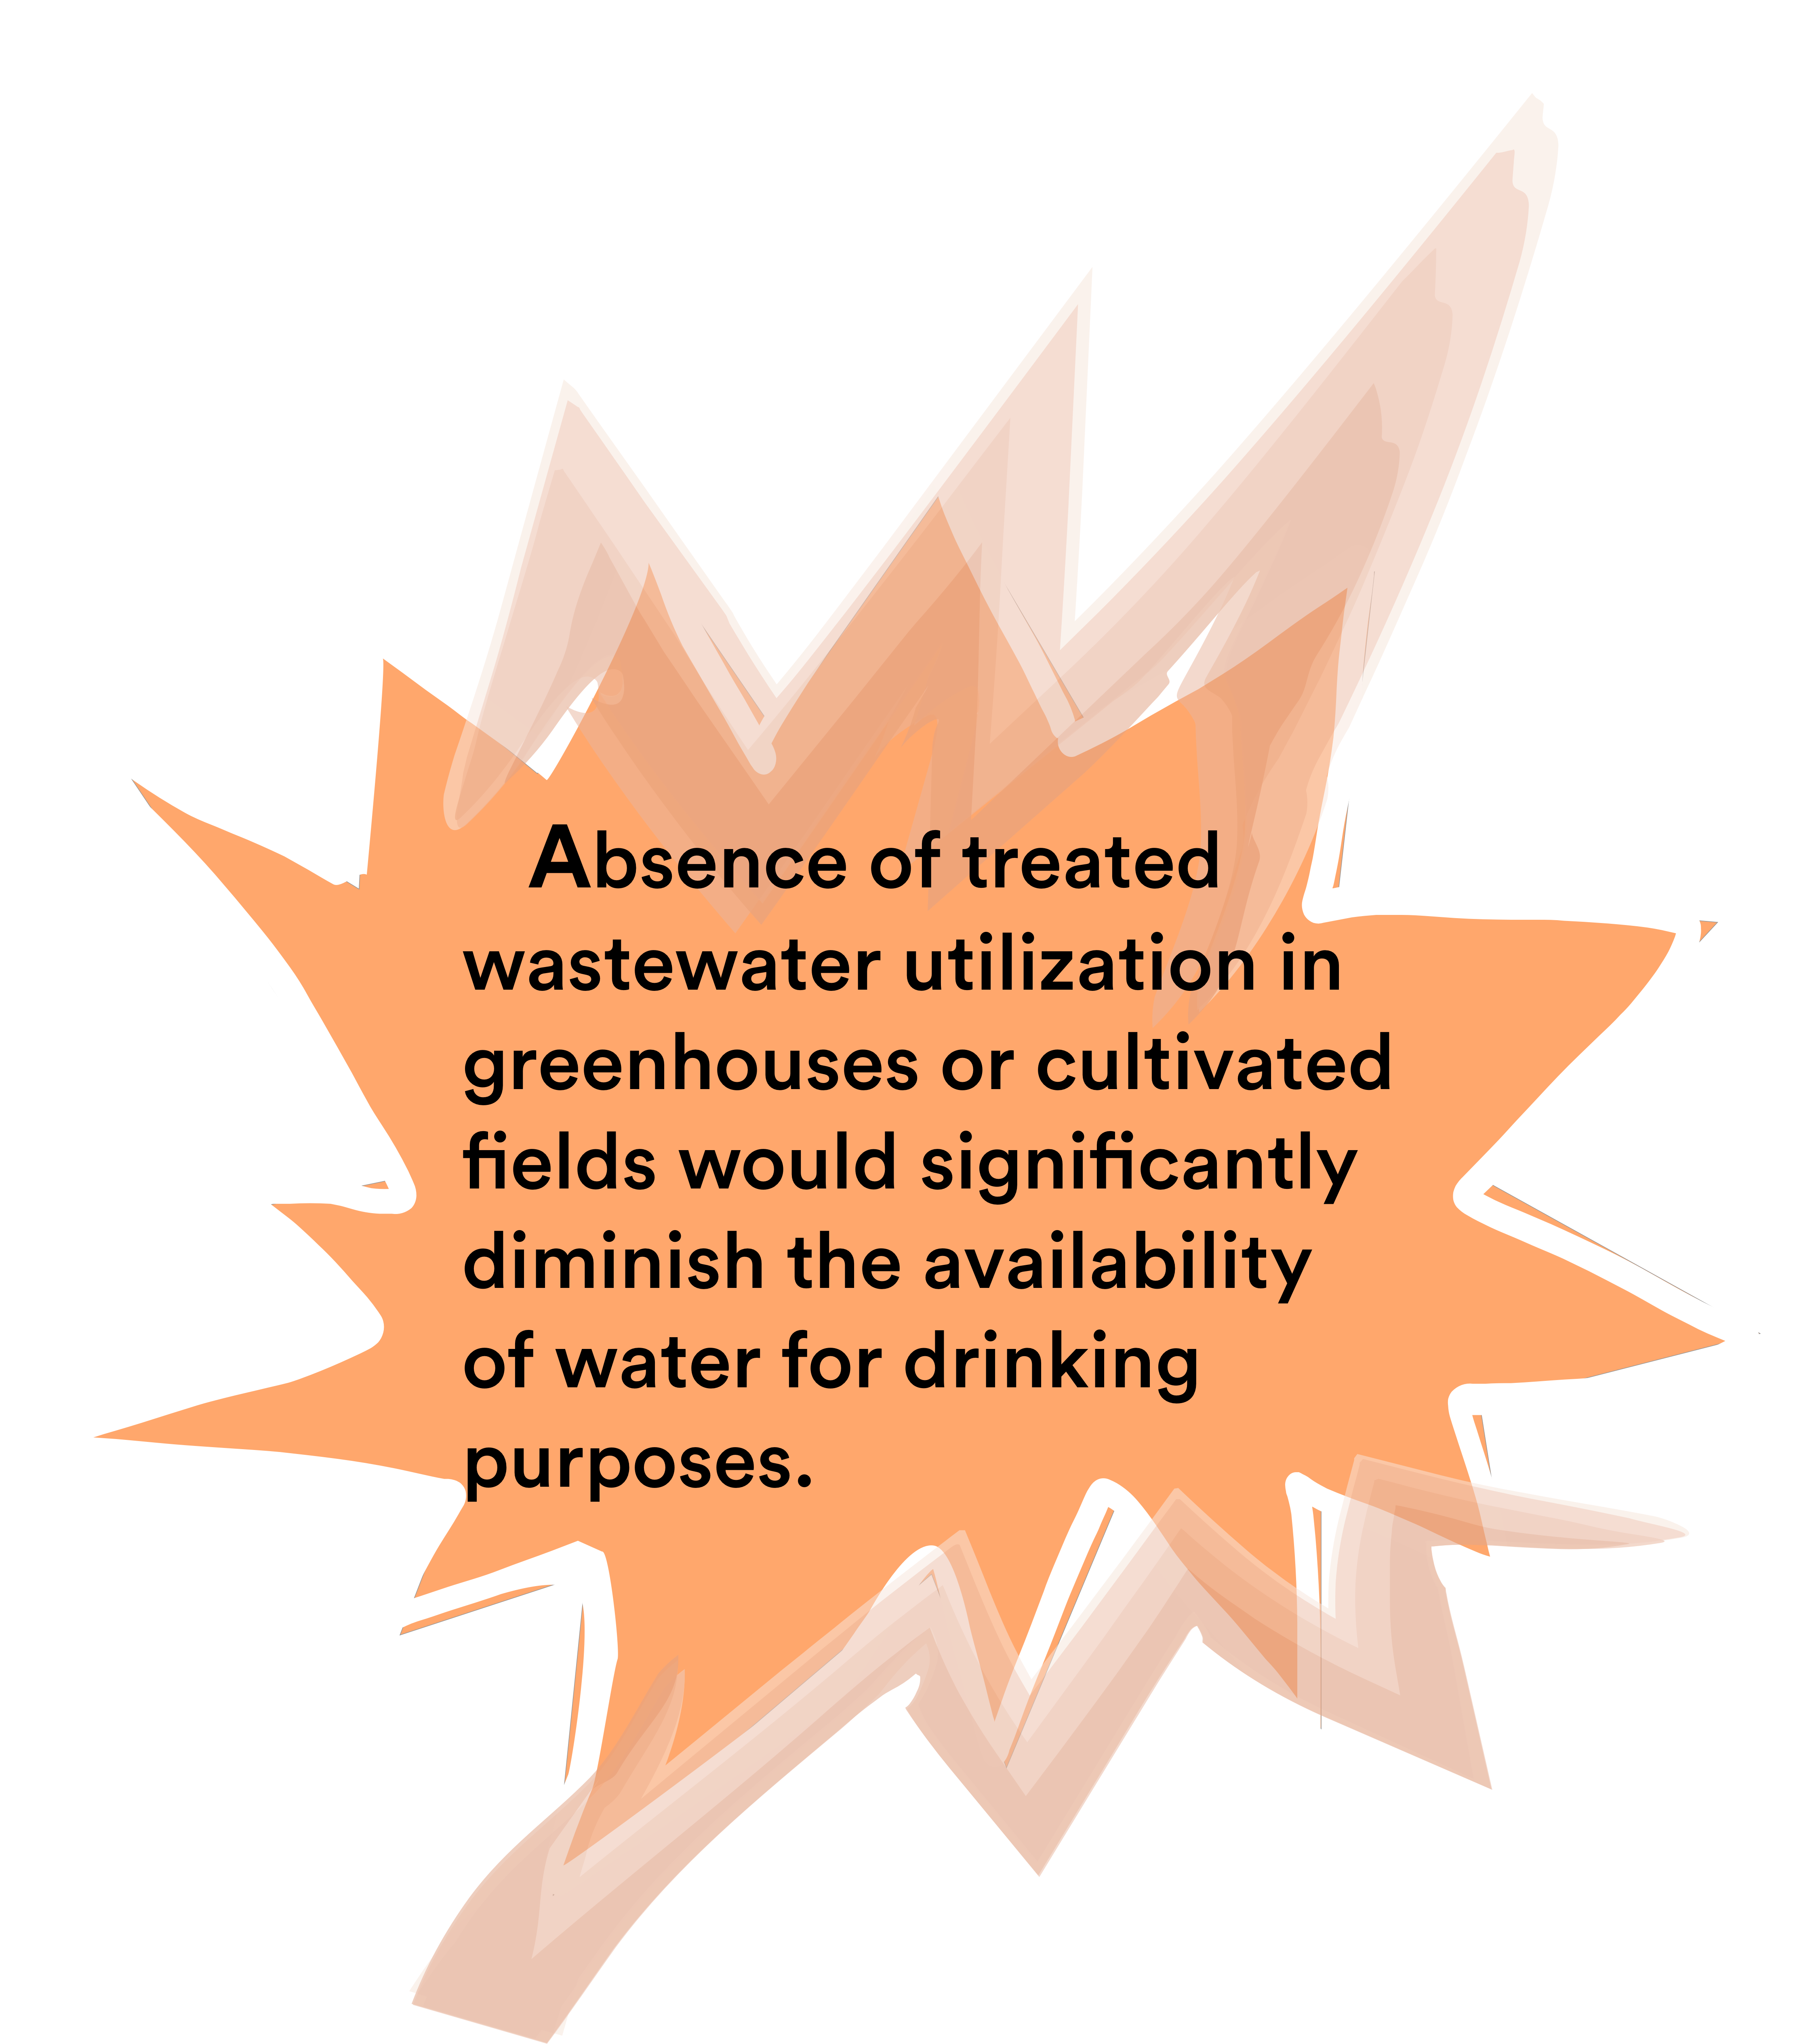 Absence of treated
wastewater utilization in
greenhouses or cultivated
fields would significantly
diminish the availability
of water for drinking
purposes.